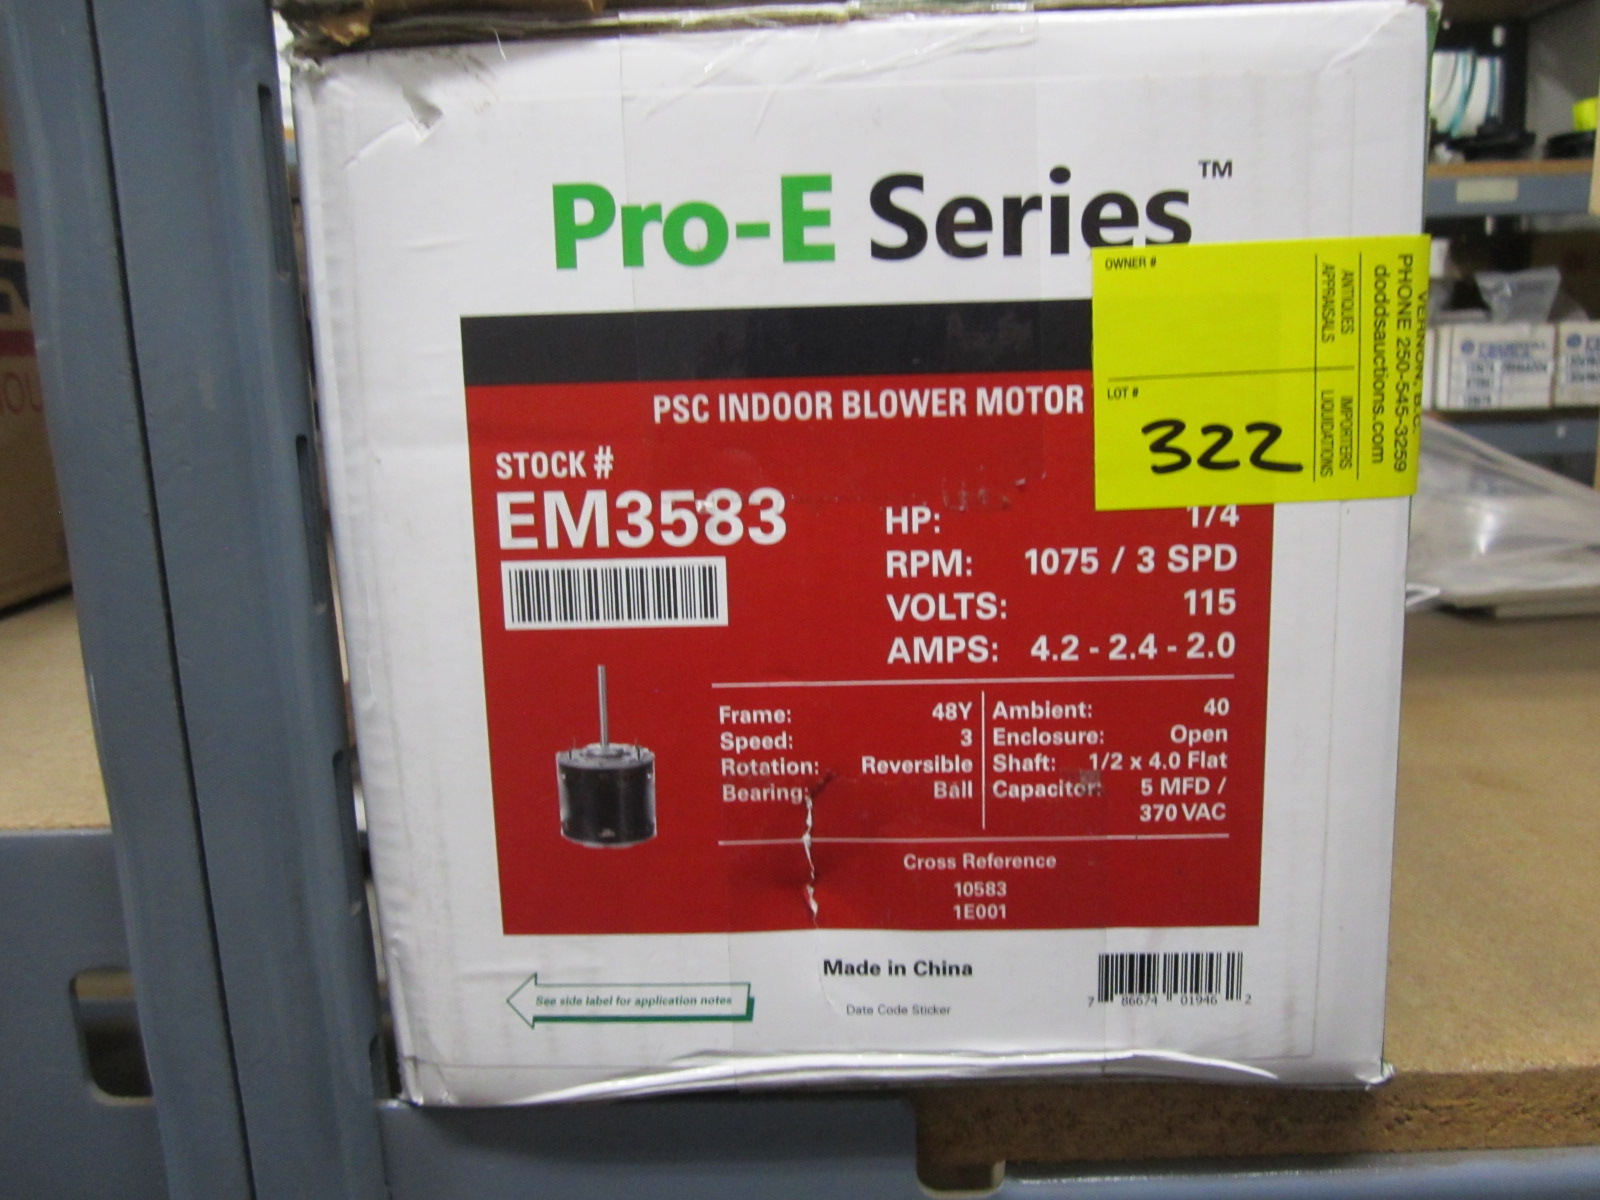 Pro-E Series™
PSC INDOOR BLOWER MOTOR
STOCK #
EM3583
HP: 1/4
RPM: 1075 / 3 SPD
VOLTS: 115
AMPS: 4.2 - 2.4 - 2.0
Frame: 48Y
Speed: 3
Rotation: Reversible
Bearing: Ball
Ambient: 40
Enclosure: Open
Shaft: 1/2 x 4.0 Flat
Capacitor: 5 MFD /
370 VAC
Cross Reference
10583
1E001
See side label for application notes
Made in China
Date Code Sticker
7 86674 01946 2
OWNER #
LOT #
322
ANTIQUES
APPRAISALS
IMPORTERS
LIQUIDATIONS
VERNON, B.C.
PHONE 250-545-3259
doddsauctions.com